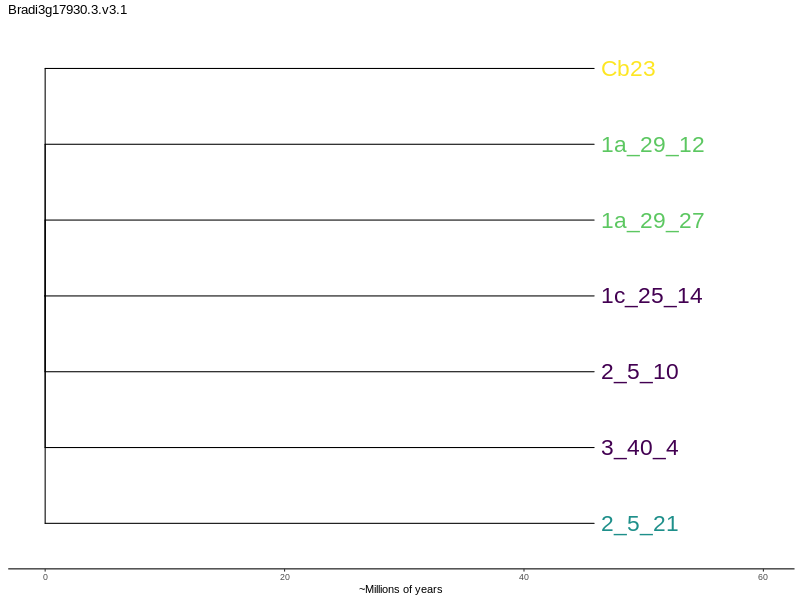 Bradi3g17930.3.v3.1
Cb23
1a_29_12
1a_29_27
1c_25_14
2_5_10
3_40_4
2_5_21
0 20 40 60
~Millions of years